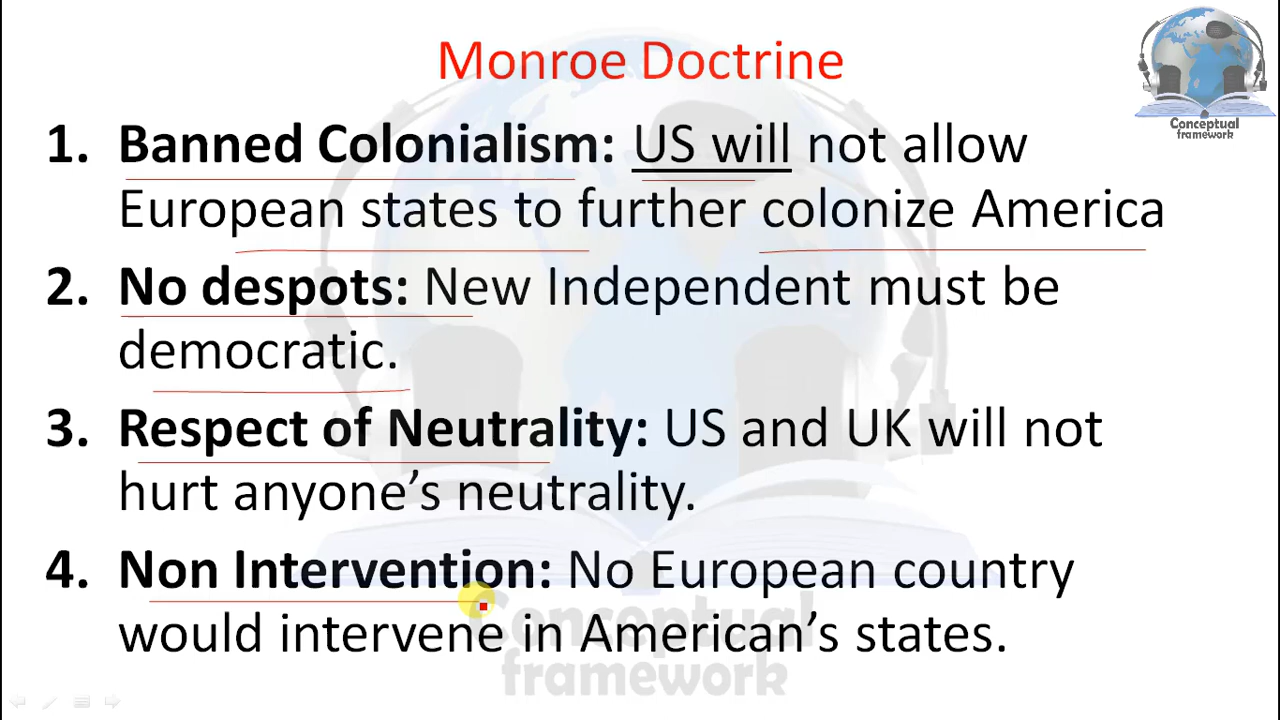 Monroe Doctrine
Conceptual
framework
1. Banned Colonialism: US will not allow
European states to further colonize America
2. No despots: New Independent must be
democratic.
3. Respect of Neutrality: US and UK will not
hurt anyone’s neutrality.
4. Non Intervention: No European country
would intervene in American’s states.
Conceptual
framework